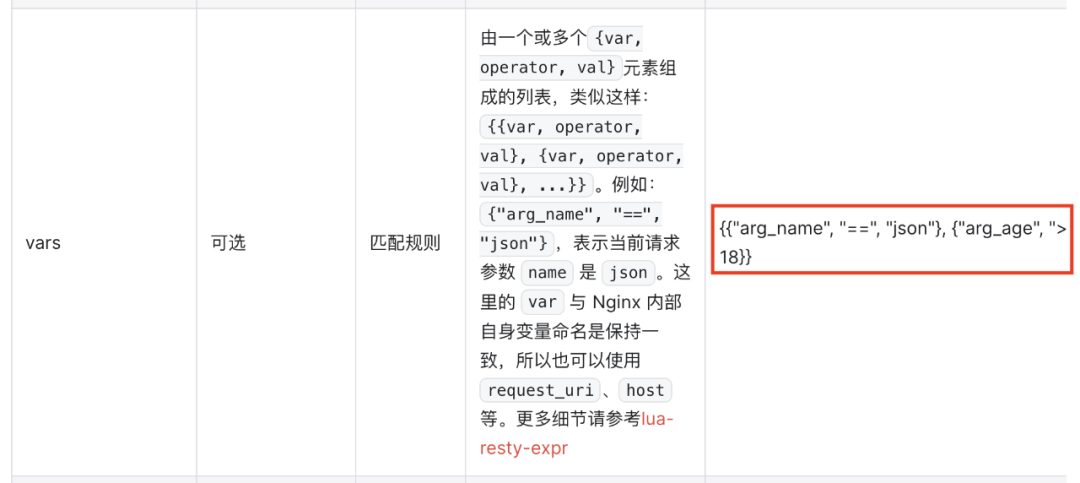 vars
可选
匹配规则
由一个或多个 {var,
operator, val} 元素组
成的列表，类似这样：
{{var, operator,
val}, {var, operator,
val}, ...}} 。例如：
{"arg_name", "==",
"json"} ，表示当前请求
参数 name 是 json 。这
里的 var 与 Nginx 内部
自身变量命名是保持一
致，所以也可以使用
request_uri 、 host
等。更多细节请参考lua-
resty-expr
{{"arg_name", "==", "json"}, {"arg_age", ">
18}}